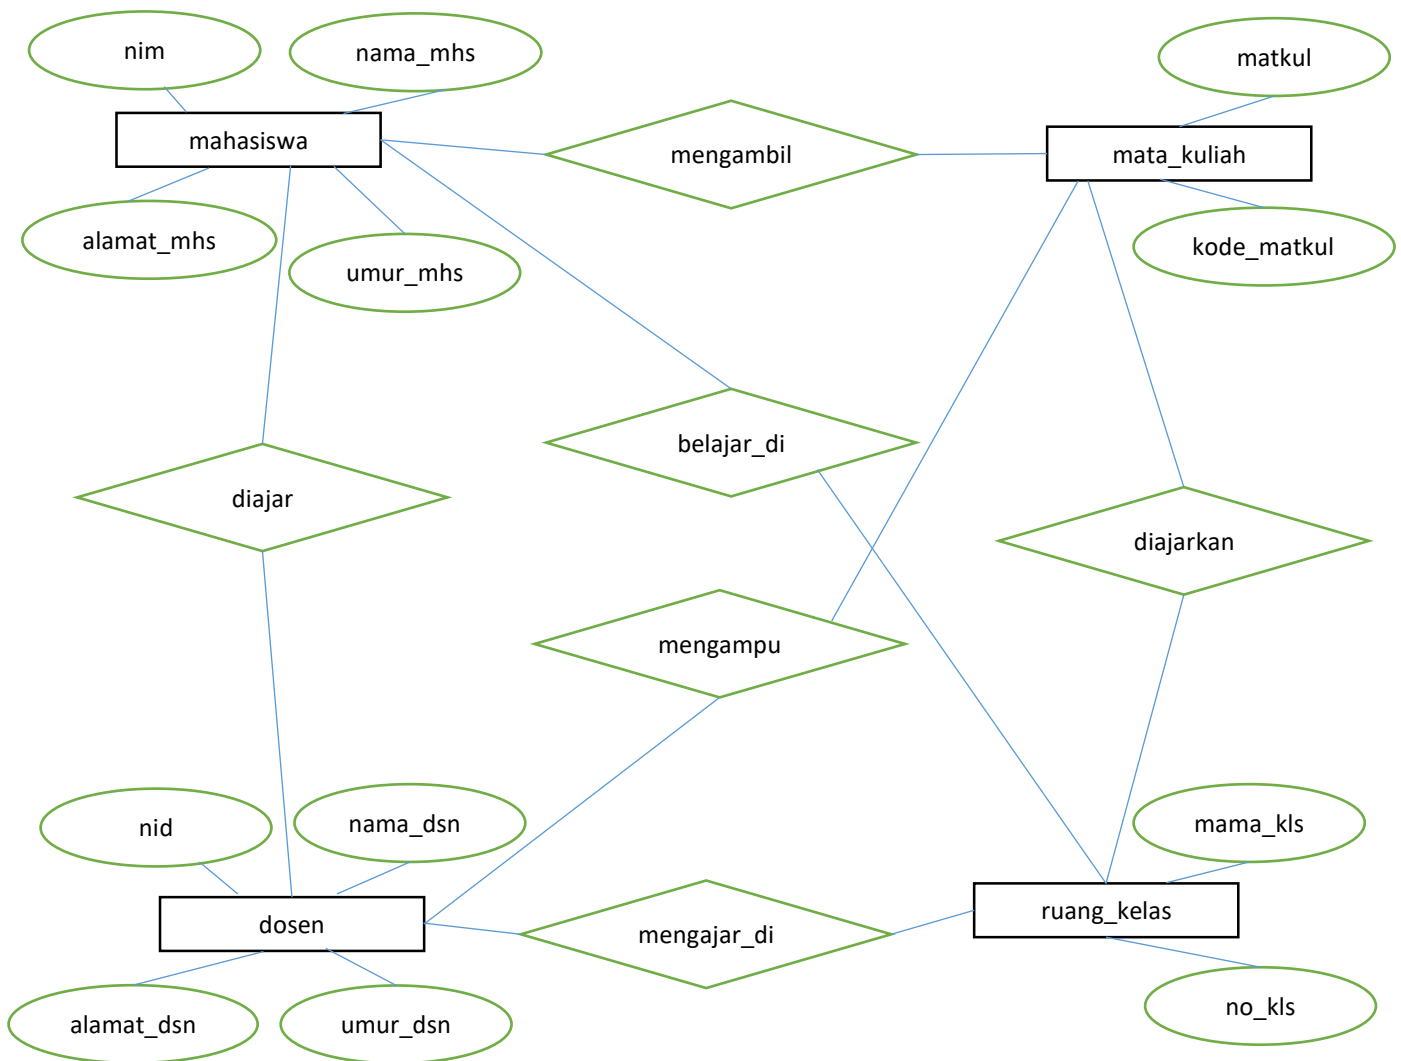 nim
nama_mhs
matkul
mahasiswa
mengambil
mata_kuliah
alamat_mhs
umur_mhs
kode_matkul
belajar_di
diajar
diajarkan
mengampu
nid
nama_dsn
mama_kls
dosen
mengajar_di
ruang_kelas
alamat_dsn
umur_dsn
no_kls